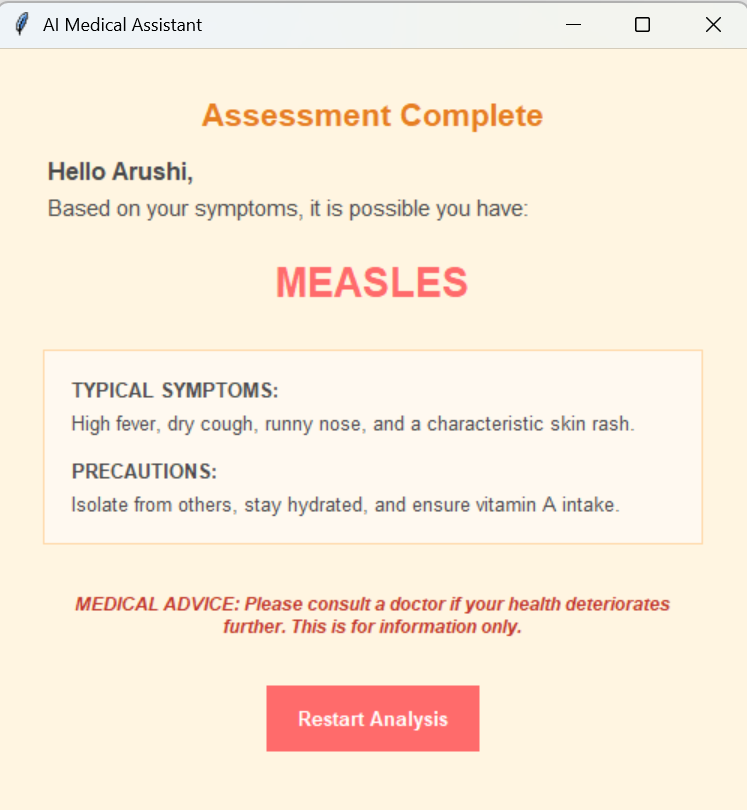 AI Medical Assistant
Assessment Complete
Hello Arushi,
Based on your symptoms, it is possible you have:
MEASLES
TYPICAL SYMPTOMS:
High fever, dry cough, runny nose, and a characteristic skin rash.
PRECAUTIONS:
Isolate from others, stay hydrated, and ensure vitamin A intake.
MEDICAL ADVICE: Please consult a doctor if your health deteriorates
further. This is for information only.
Restart Analysis